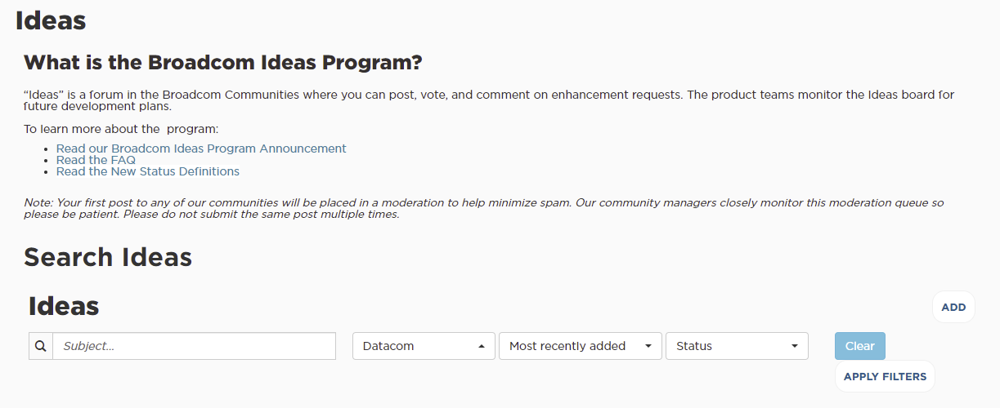 Ideas
What is the Broadcom Ideas Program?
“Ideas” is a forum in the Broadcom Communities where you can post, vote, and comment on enhancement requests. The product teams monitor the Ideas board for
future development plans.
To learn more about the  program:
• Read our Broadcom Ideas Program Announcement
• Read the FAQ
• Read the New Status Definitions
Note: Your first post to any of our communities will be placed in a moderation to help minimize spam. Our community managers closely monitor this moderation queue so
please be patient. Please do not submit the same post multiple times.
Search Ideas
Ideas
ADD
Subject... Datacom Most recently added Status Clear
APPLY FILTERS